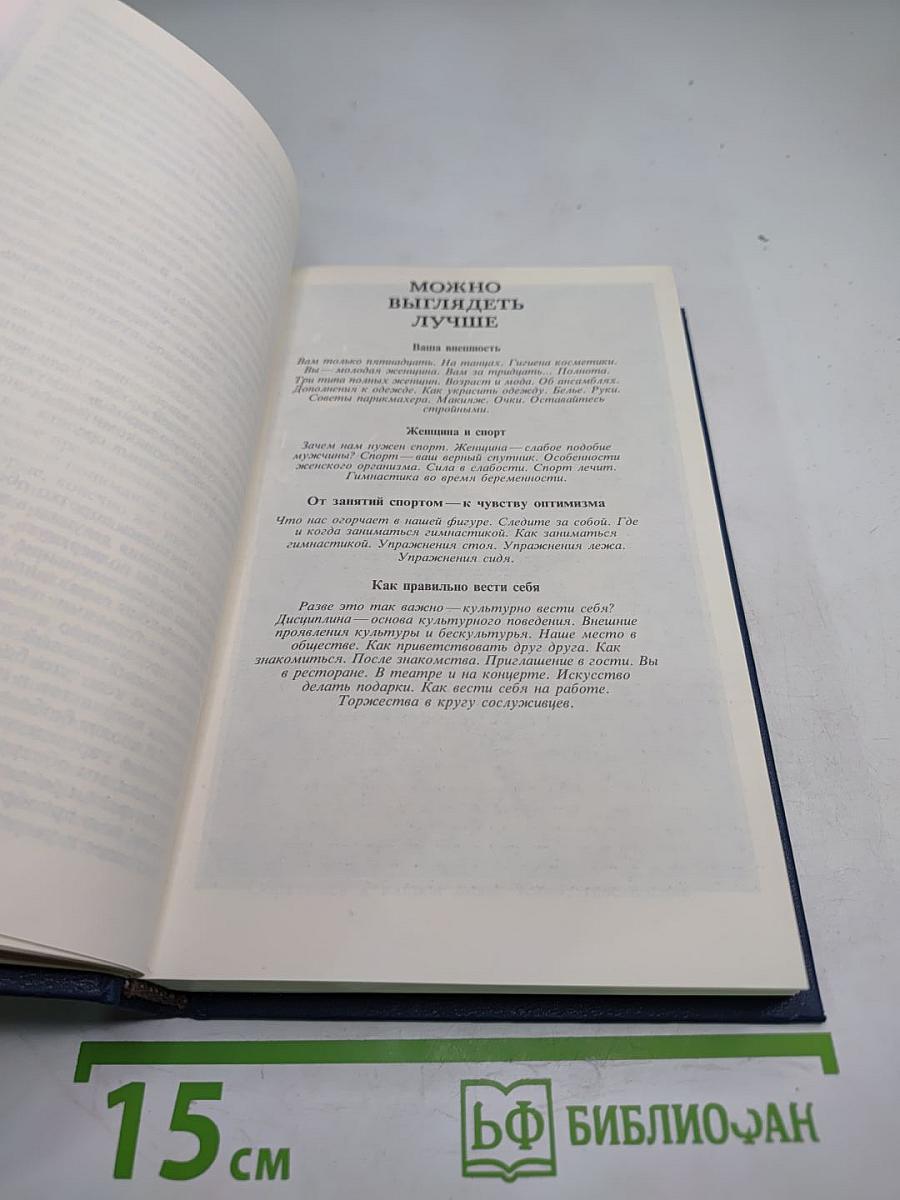 МОЖНО
ВЫГЛЯДЕТЬ
ЛУЧШЕ
Ваша внешность
Вам только пятнадцать. На танцах. Гигиена косметики.
Вы — молодая женщина. Вам за тридцать... Полнота.
Три типа полных женщин. Возраст и мода. Об ансамблях.
Дополнения к одежде. Как украсить одежду. Белье. Руки.
Советы парикмахера. Макияж. Очки. Оставайтесь
стройными.
Женщина и спорт
Зачем нам нужен спорт. Женщина — слабое подобие
мужчины? Спорт — ваш верный спутник. Особенности
женского организма. Сила в слабости. Спорт лечит.
Гимнастика во время беременности.
От занятий спортом — к чувству оптимизма
Что нас огорчает в нашей фигуре. Следите за собой. Где
и когда заниматься гимнастикой. Как заниматься
гимнастикой. Упражнения стоя. Упражнения лежа.
Упражнения сидя.
Как правильно вести себя
Разве это так важно — культурно вести себя?
Дисциплина — основа культурного поведения. Внешние
проявления культуры и бескультурья. Наше место в
обществе. Как приветствовать друг друга. Как
знакомиться. После знакомства. Приглашение в гости. Вы
в ресторане. В театре и на концерте. Искусство
делать подарки. Как вести себя на работе.
Торжества в кругу сослуживцев.
15 см
БФ БИБЛИОФАН